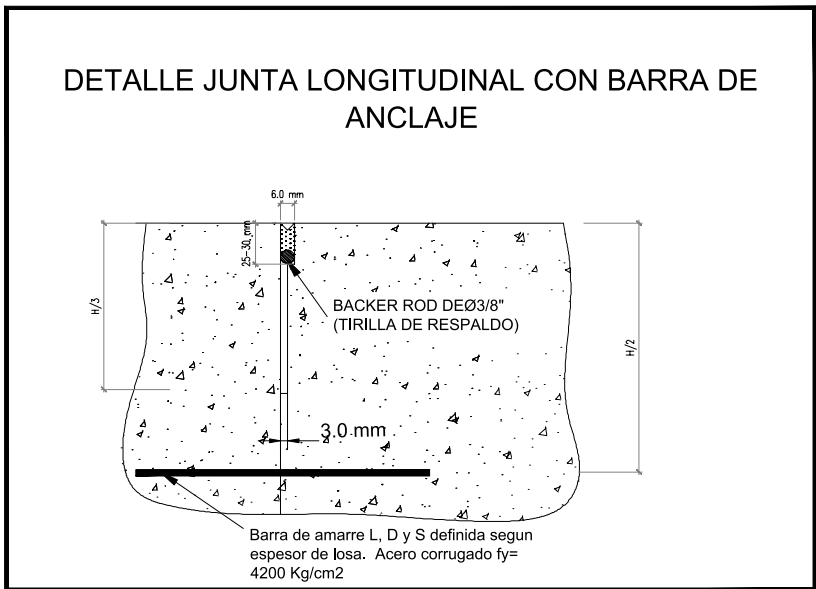 DETALLE JUNTA LONGITUDINAL CON BARRA DE
ANCLAJE
6.0 mm
25-30 mm
H/3
BACKER ROD DEØ3/8"
(TIRILLA DE RESPALDO)
H/2
3.0 mm
Barra de amarre L, D y S definida segun
espesor de losa. Acero corrugado fy=
4200 Kg/cm2